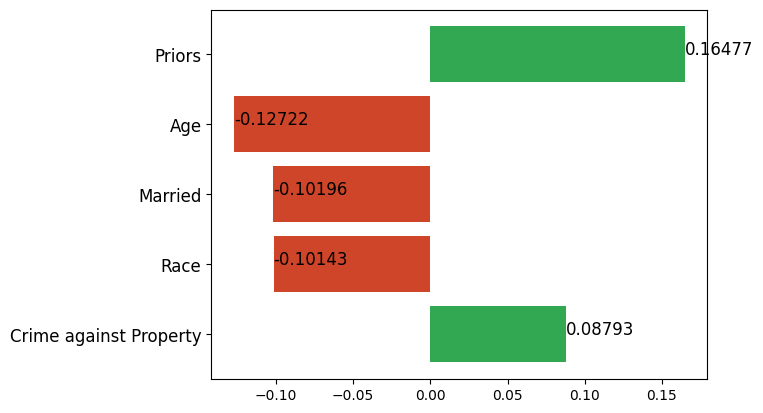 Priors
0.16477
Age
-0.12722
Married
-0.10196
Race
-0.10143
Crime against Property
0.08793
−0.10 −0.05 0.00 0.05 0.10 0.15